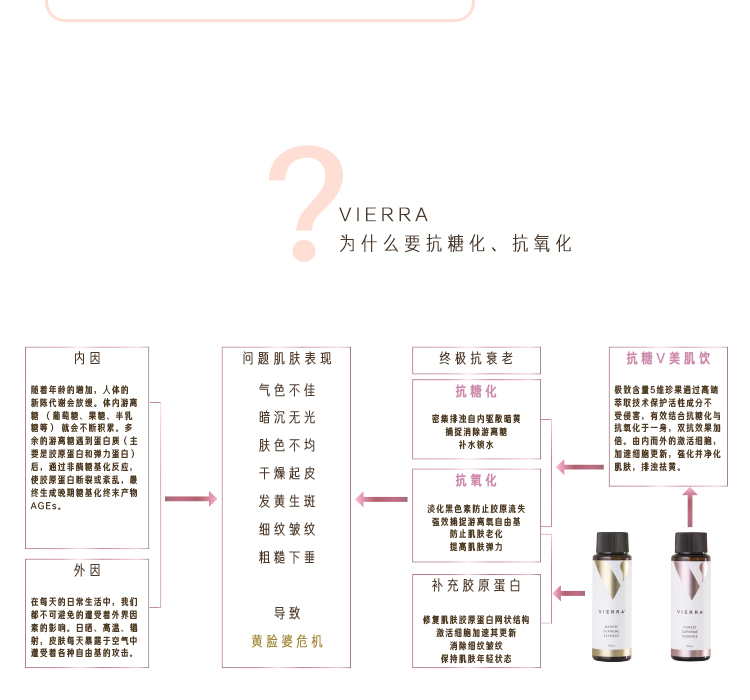 ?
VIERRA
为什么要抗糖化、抗氧化
内因
随着年龄的增加，人体的
新陈代谢会放缓。体内游离
糖（葡萄糖、果糖、半乳
糖等）就会不断积累。多
余的游离糖遇到蛋白质（主
要是胶原蛋白和弹力蛋白）
后，通过非酶糖基化反应，
使胶原蛋白断裂或紊乱，最
终生成晚期糖基化终末产物
AGEs。
外因
在每天的日常生活中，我们
都不可避免的遭受着外界因
素的影响。日晒、高温、辐
射，皮肤每天暴露于空气中
遭受着各种自由基的攻击。
问题肌肤表现
气色不佳
暗沉无光
肤色不均
干燥起皮
发黄生斑
细纹皱纹
粗糙下垂
导致
黄脸婆危机
终极抗衰老
抗糖化
密集排浊自内驱散暗黄
捕捉消除游离糖
补水锁水
抗氧化
淡化黑色素防止胶原流失
强效捕捉游离氧自由基
防止肌肤老化
提高肌肤弹力
补充胶原蛋白
修复肌肤胶原蛋白网状结构
激活细胞加速其更新
消除细纹皱纹
保持肌肤年轻状态
抗糖V美肌饮
极致含量5维珍果通过高端
萃取技术保护活性成分不
受侵害，有效结合抗糖化与
抗氧化于一身，双抗效果加
倍。由内而外的激活细胞，
加速细胞更新，强化并净化
肌肤，排浊祛黄。
VIERRA
VIERRA